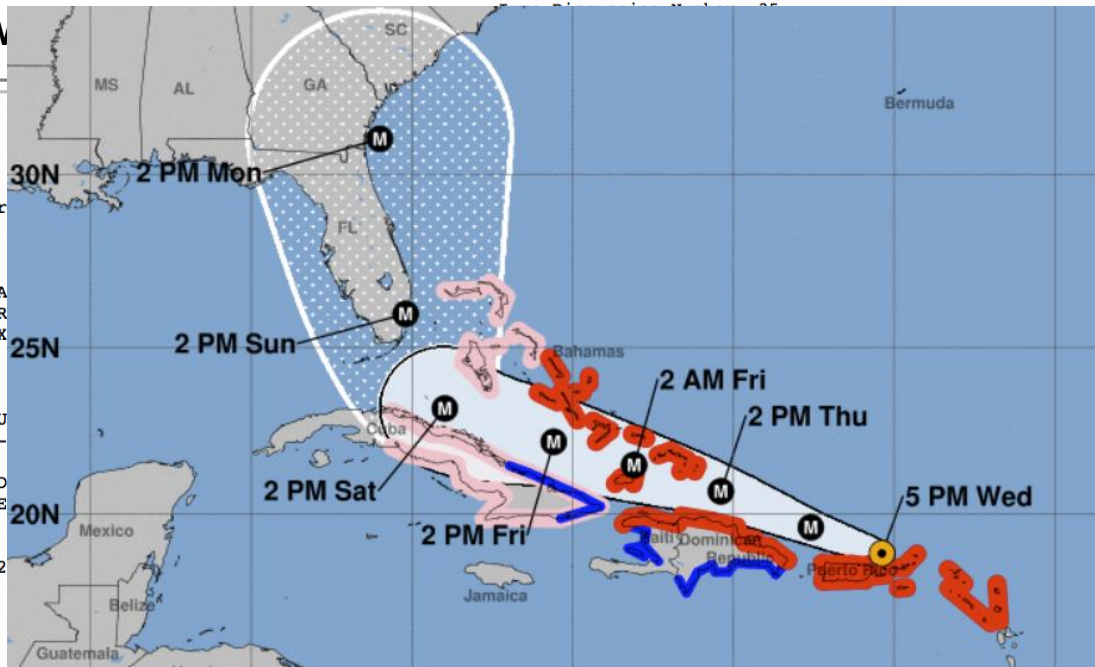 SC
MS
AL
GA
Bermuda
M
2 PM Mon
30N
FL
M
2 PM Sun
25N
Bahamas
2 AM Fri
M
2 PM Thu
Cuba
M
M
M
2 PM Sat
5 PM Wed
20N
M
Mexico
2 PM Fri
Haiti
Dominican
Republic
Puerto Rico
Jamaica
Belize
Guatemala